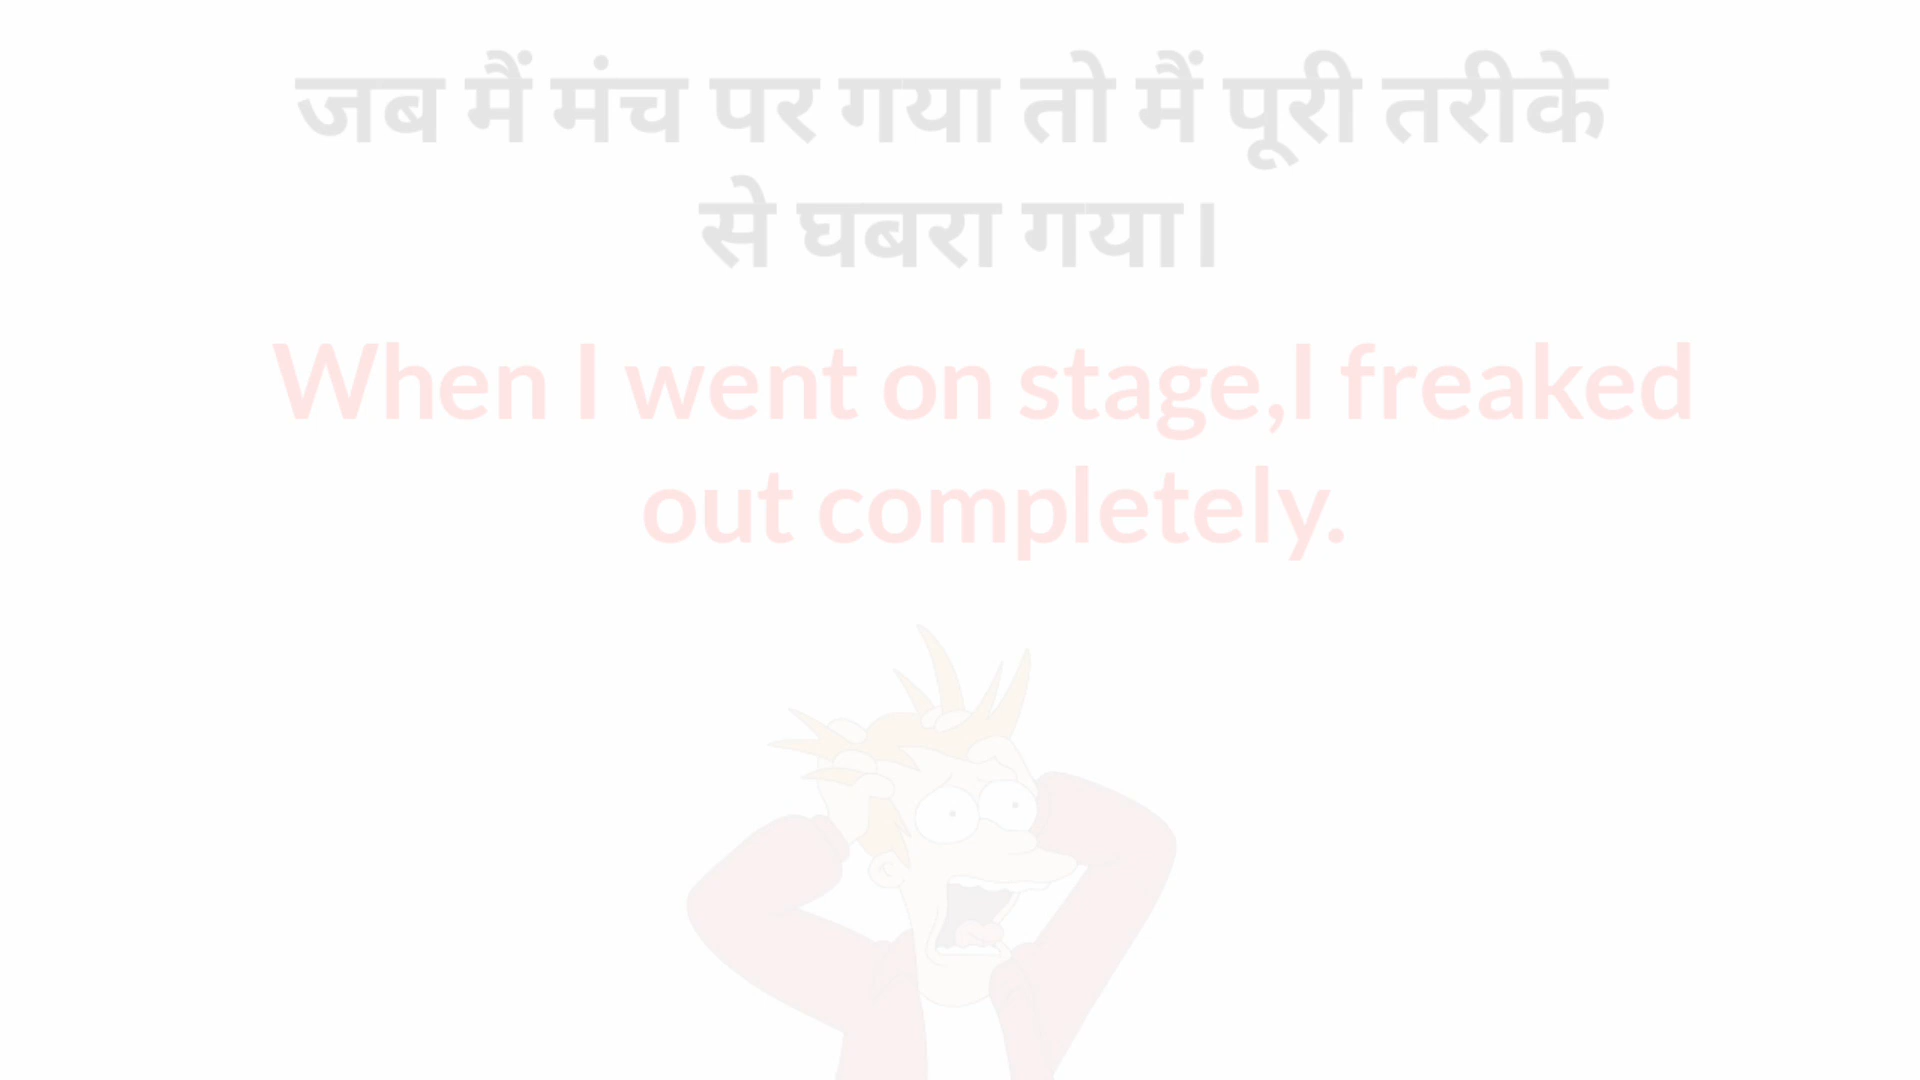 जब मैं मंच पर गया तो मैं पूरी तरीके
से घबरा गया।
When I went on stage,I freaked
out completely.